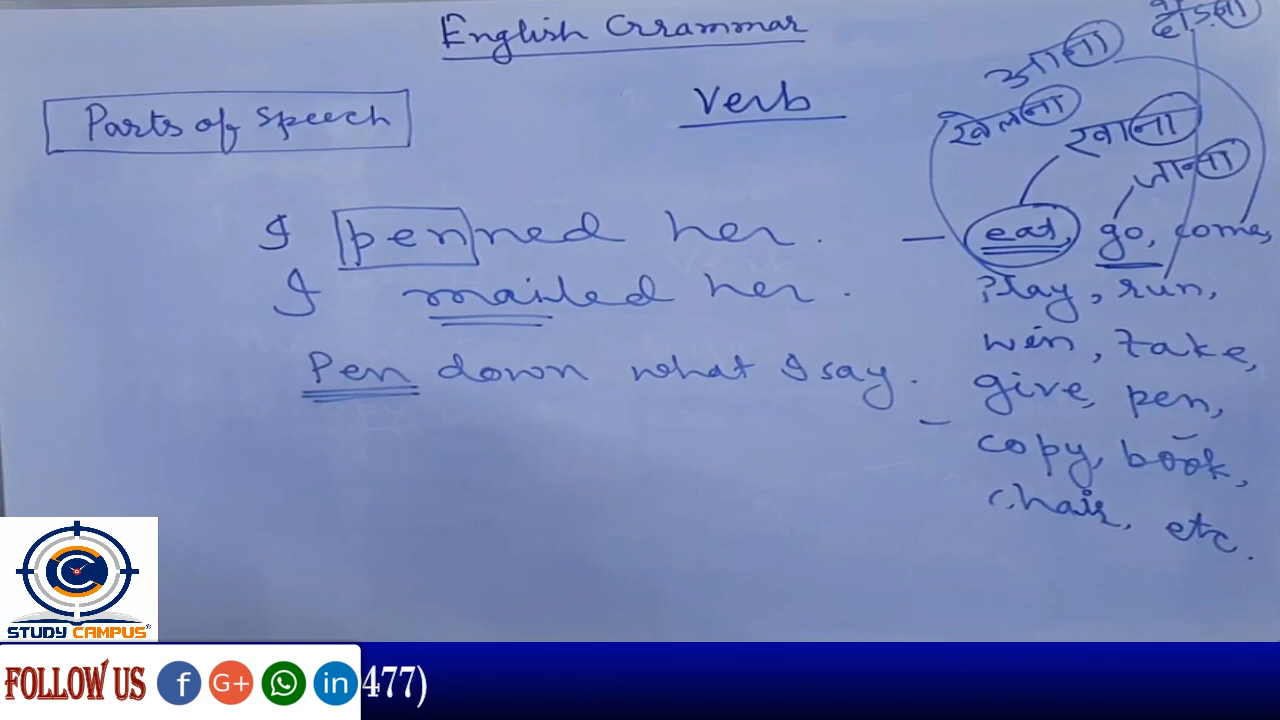 English Grammar
दौड़ना
आना
Parts of Speech
Verb
खेलना
खाना
जाना
I penned her.
I mailed her.
Pen down what I say.
– eat, go, come,
Play, run,
win, take,
give, pen,
– copy, book,
chair, etc.
STUDY CAMPUS
FOLLOW US f G+ in 477)